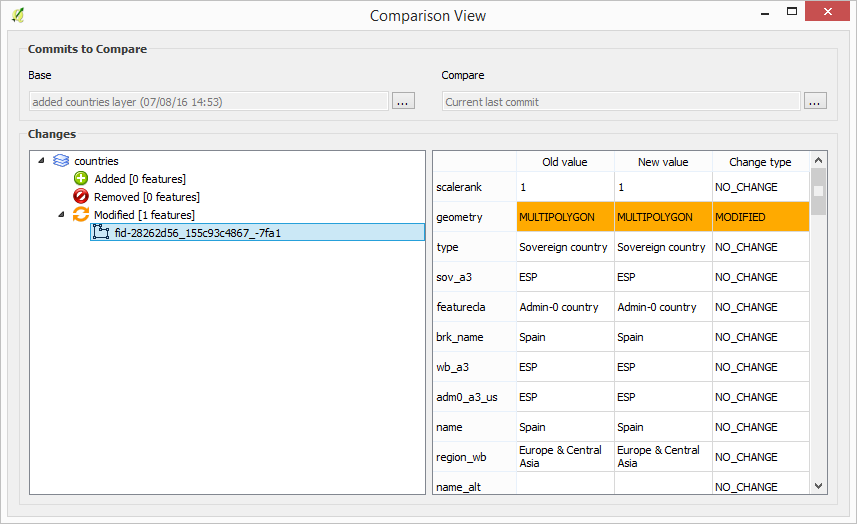 Comparison View
Commits to Compare
Base
Compare
added countries layer (07/08/16 14:53)
...
Current last commit
...
Changes
countries
Added [0 features]
Removed [0 features]
Modified [1 features]
fid-28262d56_155c93c4867_-7fa1
Old value New value Change type
scalerank 1 1 NO_CHANGE
geometry MULTIPOLYGON MULTIPOLYGON MODIFIED
type Sovereign country Sovereign country NO_CHANGE
sov_a3 ESP ESP NO_CHANGE
featurecla Admin-0 country Admin-0 country NO_CHANGE
brk_name Spain Spain NO_CHANGE
wb_a3 ESP ESP NO_CHANGE
adm0_a3_us ESP ESP NO_CHANGE
name Spain Spain NO_CHANGE
region_wb Europe & Central Asia Europe & Central Asia NO_CHANGE
name_alt NO_CHANGE